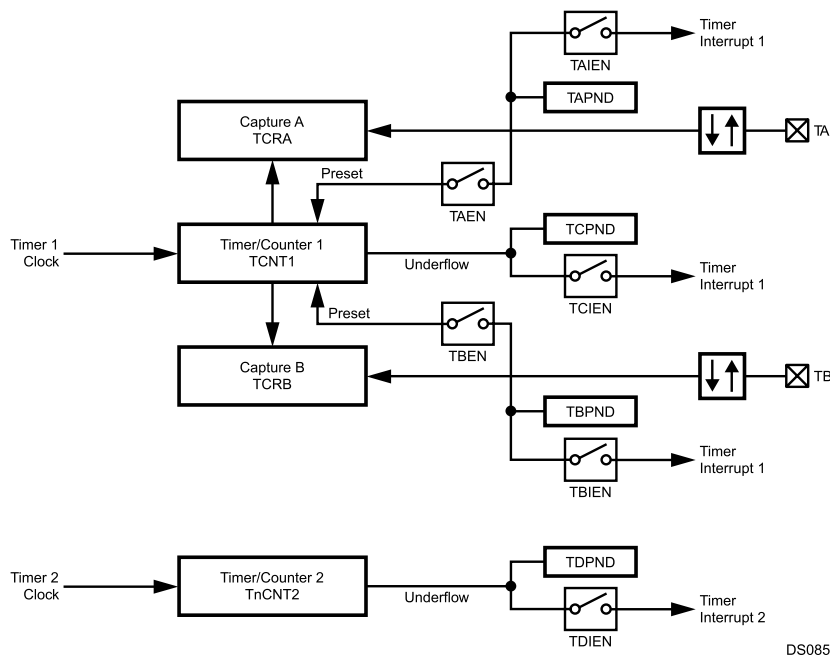 Timer
Interrupt 1
TAIEN
TAPND
Capture A
TCRA
TA
Preset
TAEN
Timer 1
Clock
Timer/Counter 1
TCNT1
Underflow
TCPND
Timer
Interrupt 1
TCIEN
Preset
TBEN
Capture B
TCRB
TB
TBPND
Timer
Interrupt 1
TBIEN
Timer 2
Clock
Timer/Counter 2
TnCNT2
Underflow
TDPND
Timer
Interrupt 2
TDIEN
DS085